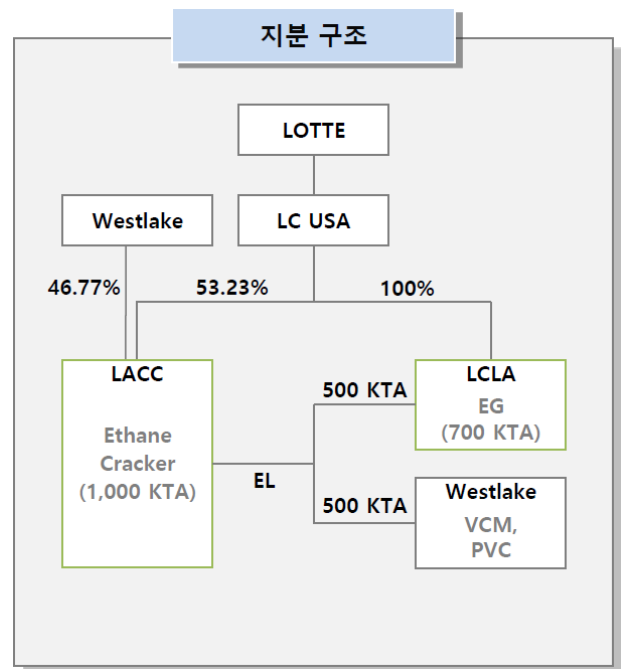 지분 구조
LOTTE
Westlake
LC USA
46.77%
53.23%
100%
LACC
Ethane
Cracker
(1,000 KTA)
EL
500 KTA
500 KTA
LCLA
EG
(700 KTA)
Westlake
VCM,
PVC